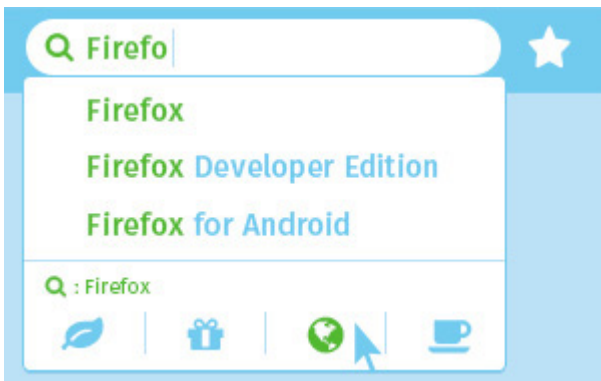 Firefo
Firefox
Firefox Developer Edition
Firefox for Android
: Firefox